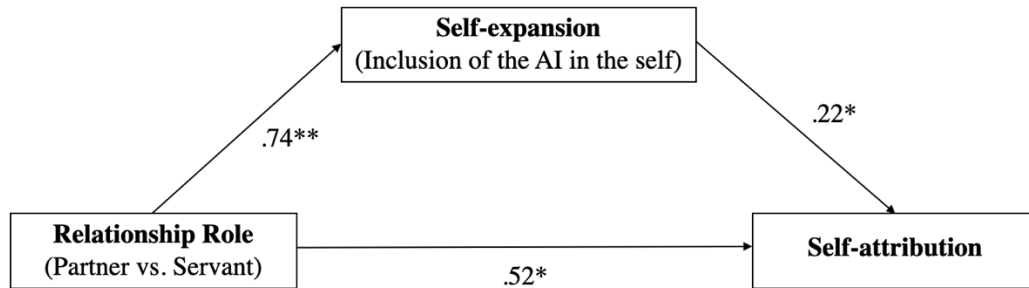 Self-expansion
(Inclusion of the AI in the self)
.74**
.22*
Relationship Role
(Partner vs. Servant)
Self-attribution
.52*